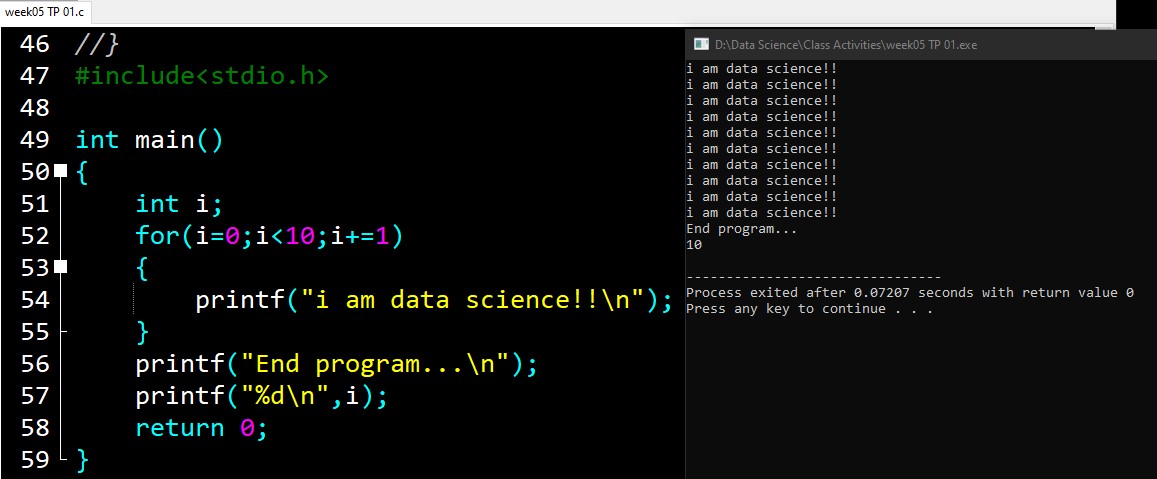 week05 TP 01.c
46 //}
47 #include<stdio.h>
48
49 int main()
50 {
51 int i;
52 for(i=0;i<10;i+=1)
53 {
54 printf("i am data science!!\n");
55 }
56 printf("End program...\n");
57 printf("%d\n",i);
58 return 0;
59 }
D:\Data Science\Class Activities\week05 TP 01.exe
i am data science!!
i am data science!!
i am data science!!
i am data science!!
i am data science!!
i am data science!!
i am data science!!
i am data science!!
i am data science!!
i am data science!!
End program...
10
--------------------------------
Process exited after 0.07207 seconds with return value 0
Press any key to continue . . .